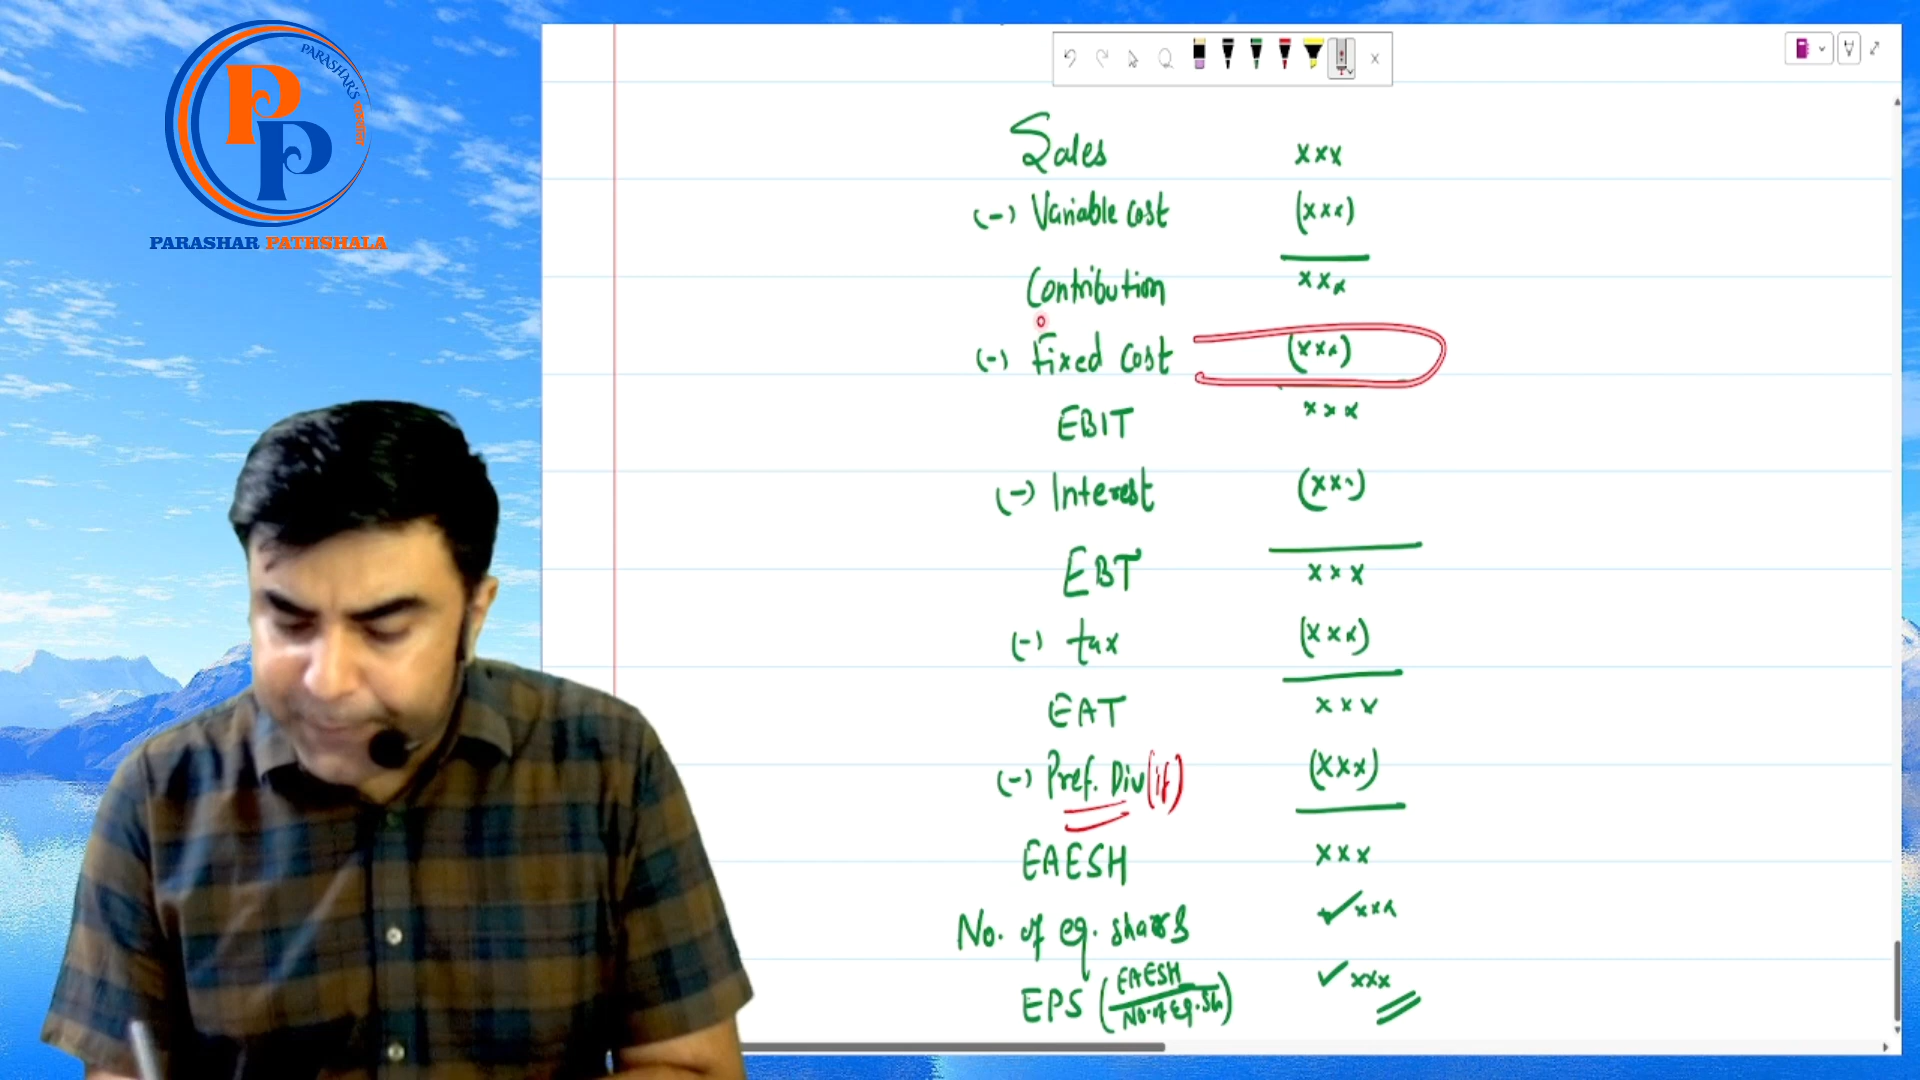 PARASHAR'S
PP
PARASHAR PATHSHALA
Sales xxx
(-) Variable cost (xxx)
Contribution xxx
(-) Fixed cost (xxx)
EBIT xxx
(-) Interest (xx.)
EBT xxx
(-) tax (xxx)
EAT xxx
(-) Pref. Div (if) (xxx)
EAESH xxx
No. of eq. shares ✓xxx
EPS (EAESH / No. of Eq. Sh) ✓xxx